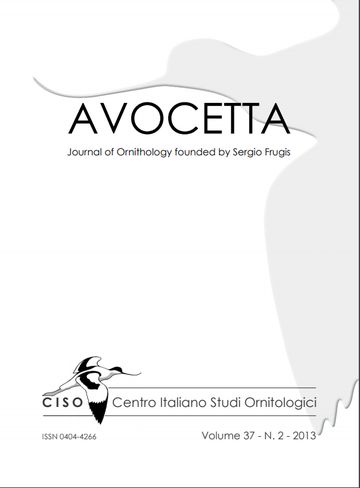 AVOCETTA
Journal of Ornithology founded by Sergio Frugis
CISO Centro Italiano Studi Ornitologici
ISSN 0404-4266
Volume 37 - N. 2 - 2013